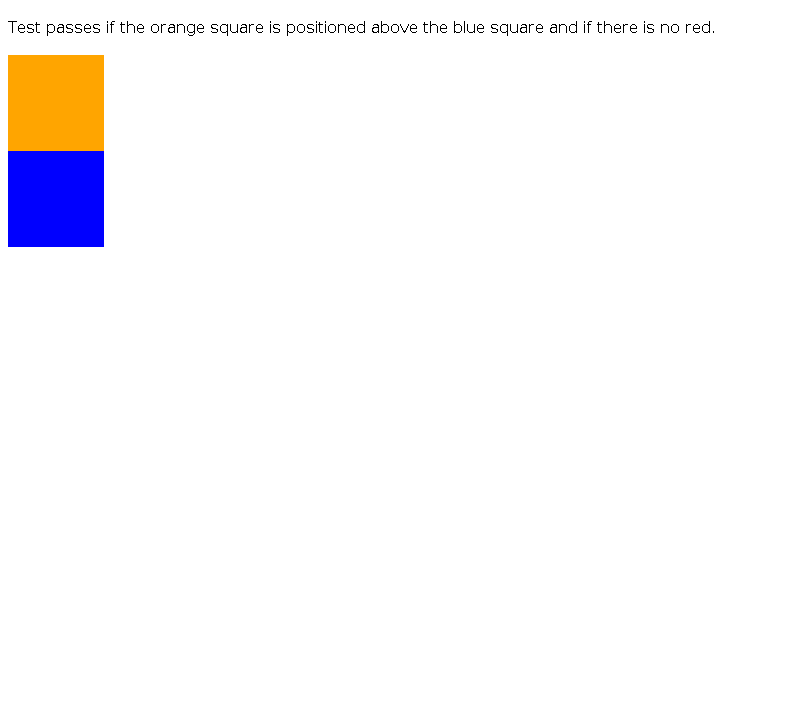 Test passes if the orange square is positioned above the blue square and if there is no red.